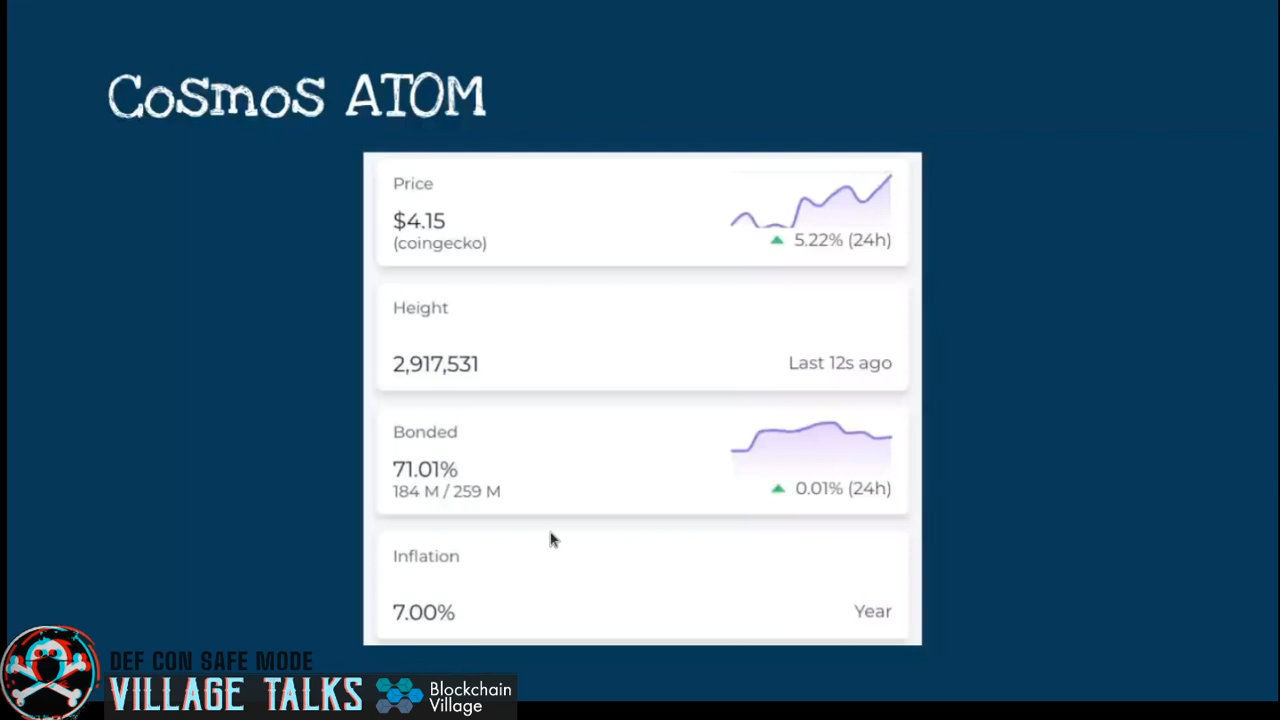 Cosmos ATOM
Price
$4.15
(coingecko)
5.22% (24h)
Height
2,917,531
Last 12s ago
Bonded
71.01%
184 M / 259 M
0.01% (24h)
Inflation
7.00%
Year
DEF CON SAFE MODE
VILLAGE TALKS
Blockchain
Village